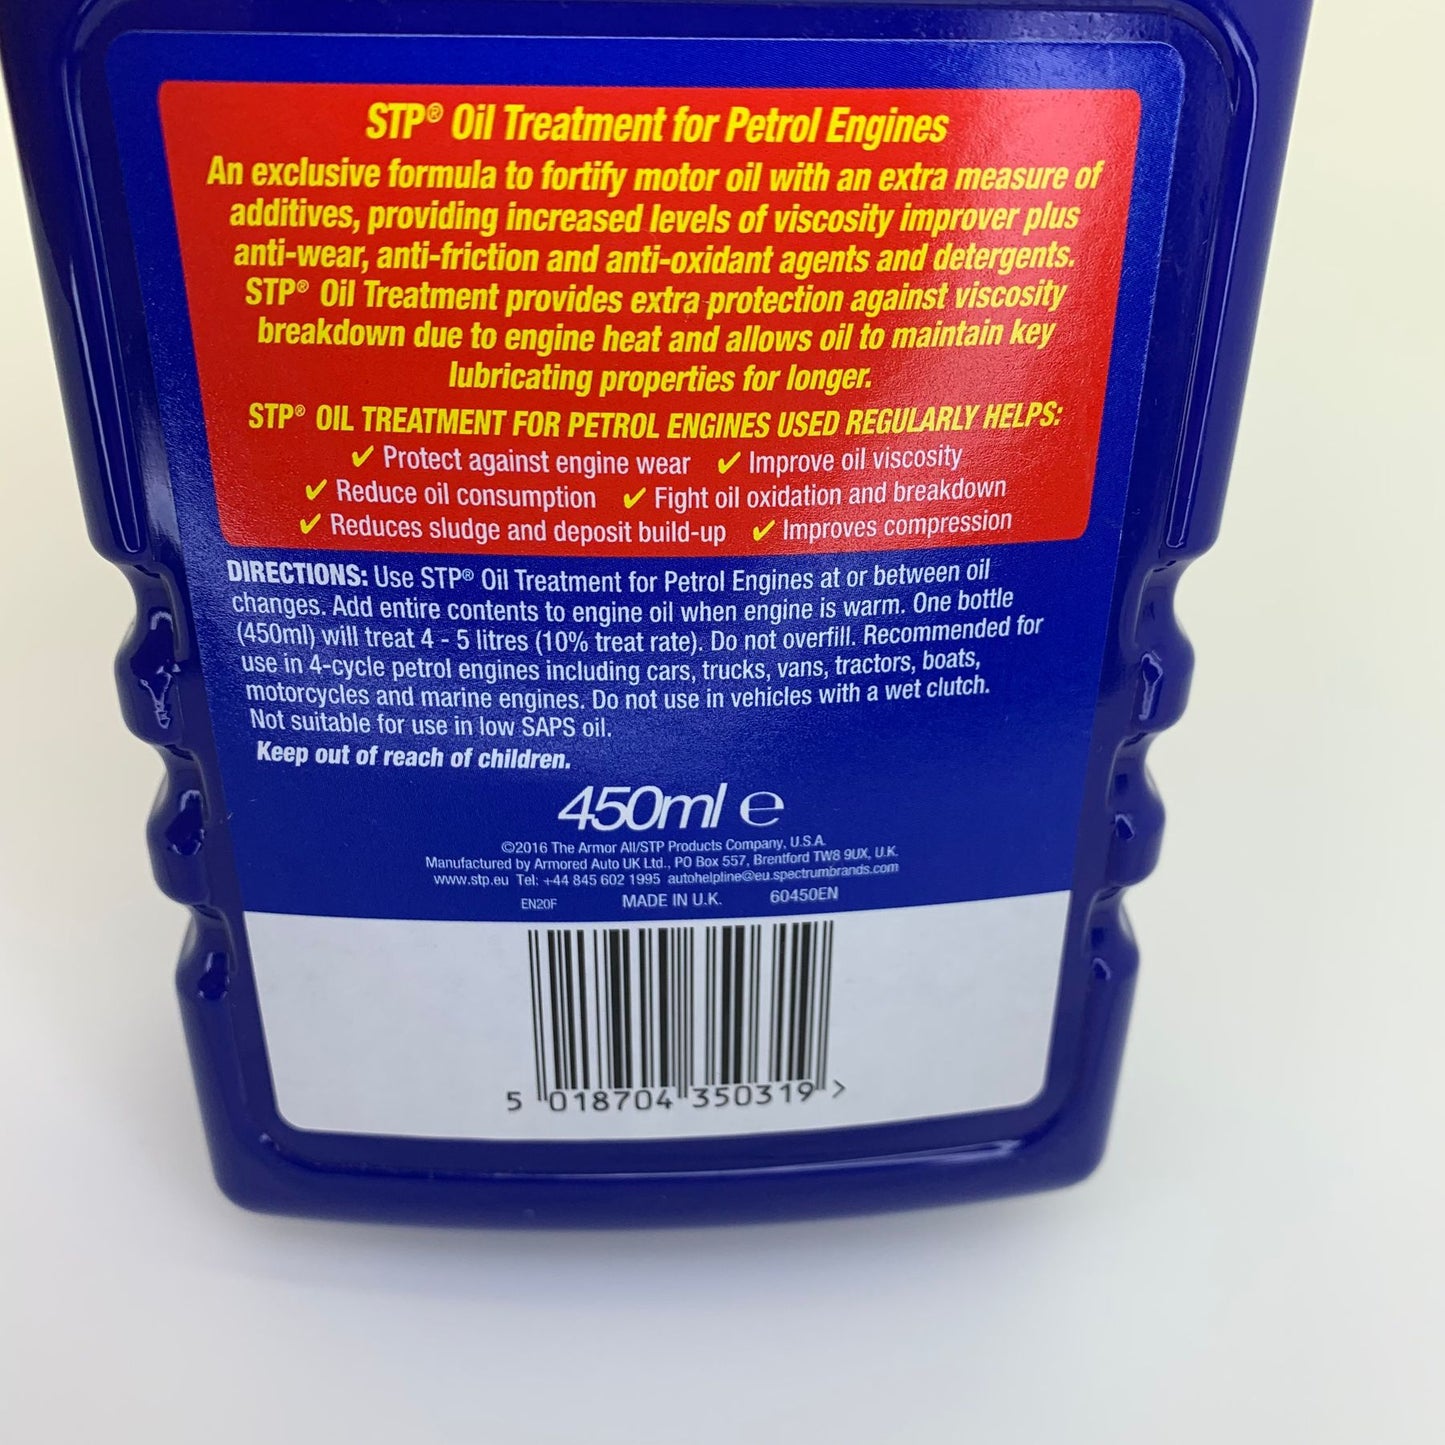 STP® Oil Treatment for Petrol Engines
An exclusive formula to fortify motor oil with an extra measure of
additives, providing increased levels of viscosity improver plus
anti-wear, anti-friction and anti-oxidant agents and detergents.
STP® Oil Treatment provides extra protection against viscosity
breakdown due to engine heat and allows oil to maintain key
lubricating properties for longer.
STP® OIL TREATMENT FOR PETROL ENGINES USED REGULARLY HELPS:
✓ Protect against engine wear ✓ Improve oil viscosity
✓ Reduce oil consumption ✓ Fight oil oxidation and breakdown
✓ Reduces sludge and deposit build-up ✓ Improves compression
DIRECTIONS: Use STP® Oil Treatment for Petrol Engines at or between oil
changes. Add entire contents to engine oil when engine is warm. One bottle
(450ml) will treat 4 - 5 litres (10% treat rate). Do not overfill. Recommended for
use in 4-cycle petrol engines including cars, trucks, vans, tractors, boats,
motorcycles and marine engines. Do not use in vehicles with a wet clutch.
Not suitable for use in low SAPS oil.
Keep out of reach of children.
450ml ℮
©2016 The Armor All/STP Products Company, U.S.A.
Manufactured by Armored Auto UK Ltd., PO Box 557, Brentford TW8 9UX, U.K.
www.stp.eu Tel: +44 845 602 1995 autohelpline@eu.spectrumbrands.com
EN20F MADE IN U.K. 60450EN
5 018704 350319 >